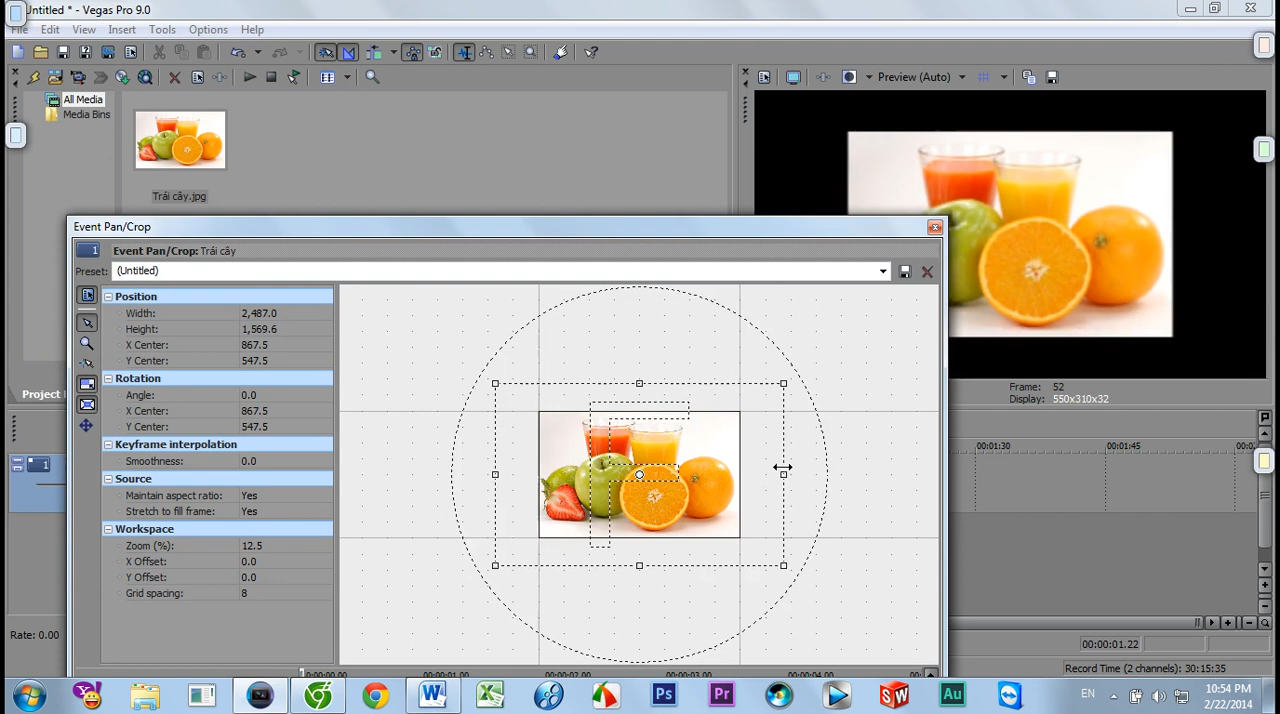 Untitled * - Vegas Pro 9.0
File Edit View Insert Tools Options Help
Preview (Auto)
All Media
Media Bins
Trái cây.jpg
Event Pan/Crop
1 Event Pan/Crop: Trái cây
Preset: (Untitled)
Position
Width: 2,487.0
Height: 1,569.6
X Center: 867.5
Y Center: 547.5
Rotation
Angle: 0.0
X Center: 867.5
Y Center: 547.5
Keyframe interpolation
Smoothness: 0.0
Source
Maintain aspect ratio: Yes
Stretch to fill frame: Yes
Workspace
Zoom (%): 12.5
X Offset: 0.0
Y Offset: 0.0
Grid spacing: 8
Project
Frame: 52
Display: 550x310x32
1
00:01:30 00:01:45
Rate: 0.00
00:00:01.22
Record Time (2 channels): 30:15:35
Ps Pr SW Au
EN
10:54 PM
2/22/2014